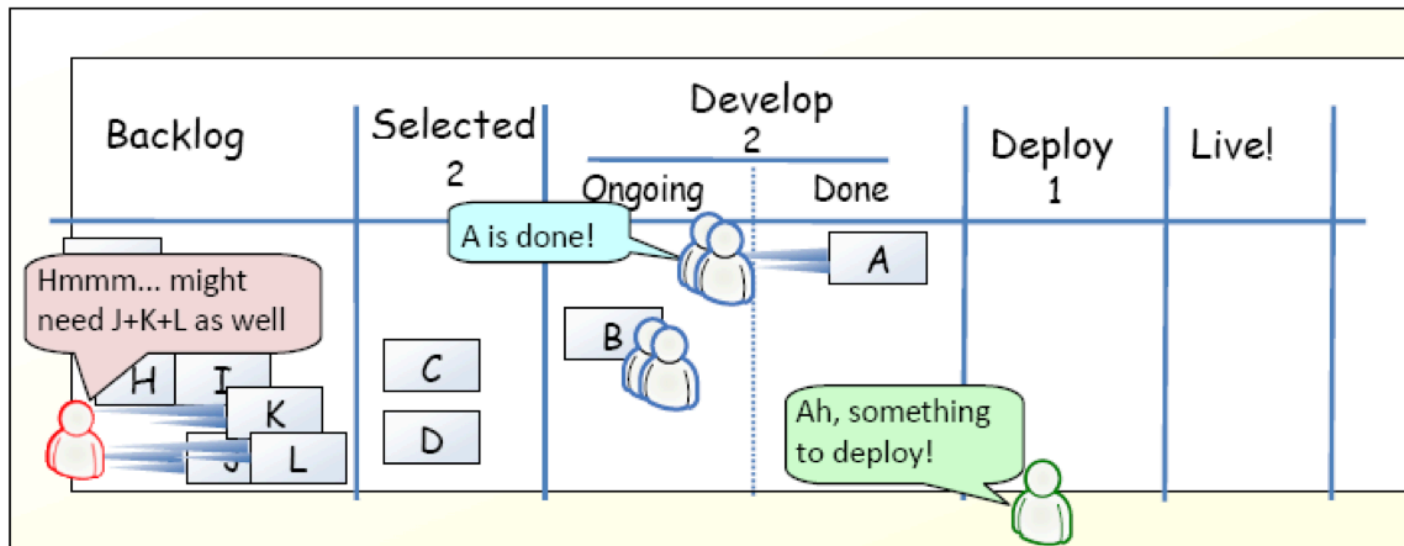 Backlog
Selected
2
Develop
2
Ongoing
Done
Deploy
1
Live!
A is done!
A
Hmmm... might
need J+K+L as well
B
H
I
C
K
D
L
Ah, something
to deploy!